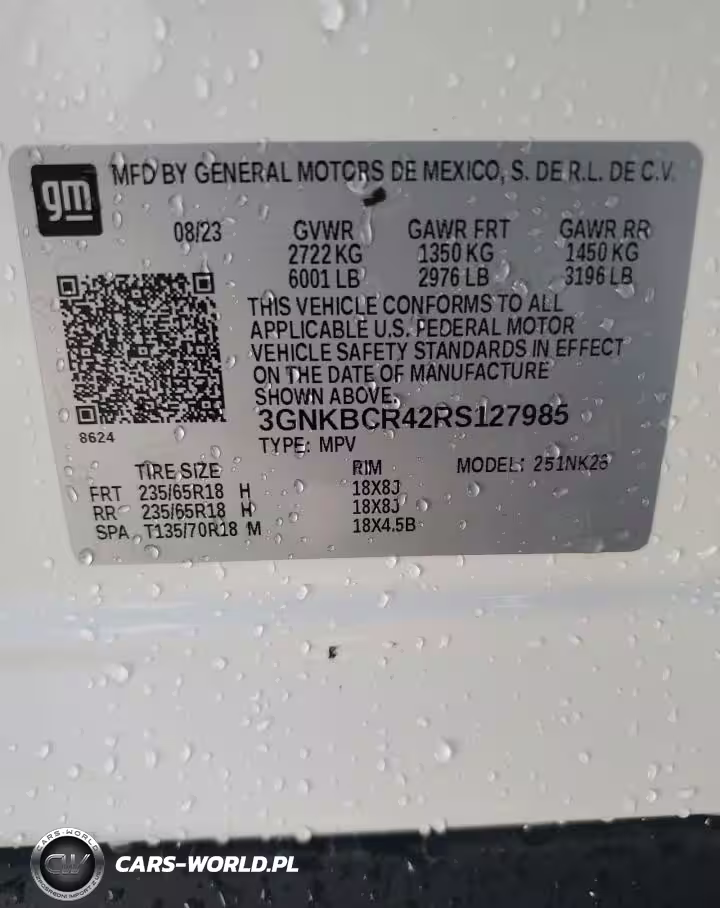 gm
MFD BY GENERAL MOTORS DE MEXICO, S. DE R.L. DE C.V.
08/23 GVWR GAWR FRT GAWR RR
2722 KG 1350 KG 1450 KG
6001 LB 2976 LB 3196 LB
THIS VEHICLE CONFORMS TO ALL
APPLICABLE U.S. FEDERAL MOTOR
VEHICLE SAFETY STANDARDS IN EFFECT
ON THE DATE OF MANUFACTURE
SHOWN ABOVE.
8624
3GNKBCR42RS127985
TYPE: MPV
TIRE SIZE RIM MODEL: 251NK26
FRT 235/65R18 H 18X8J
RR 235/65R18 H 18X8J
SPA T135/70R18 M 18X4.5B
CARS-WORLD
CW
CARS-WORLD.PL